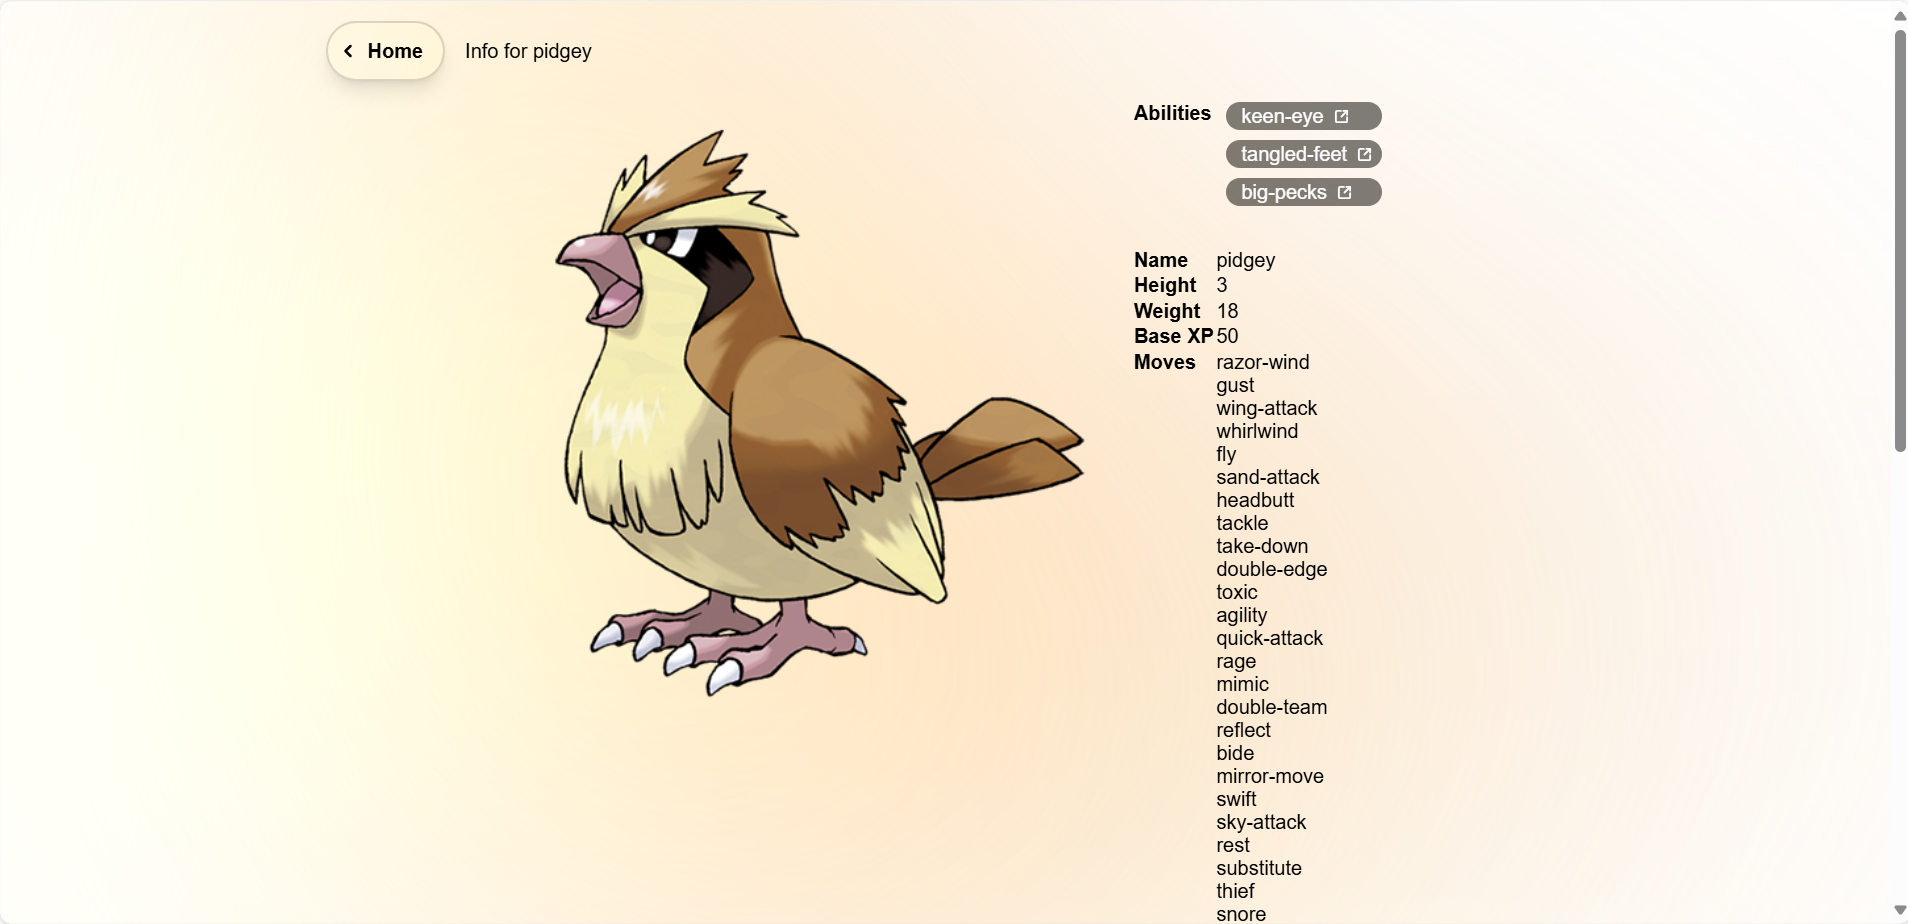 Home
Info for pidgey
Abilities
keen-eye
tangled-feet
big-pecks
Name pidgey
Height 3
Weight 18
Base XP 50
Moves razor-wind
gust
wing-attack
whirlwind
fly
sand-attack
headbutt
tackle
take-down
double-edge
toxic
agility
quick-attack
rage
mimic
double-team
reflect
bide
mirror-move
swift
sky-attack
rest
substitute
thief
snore